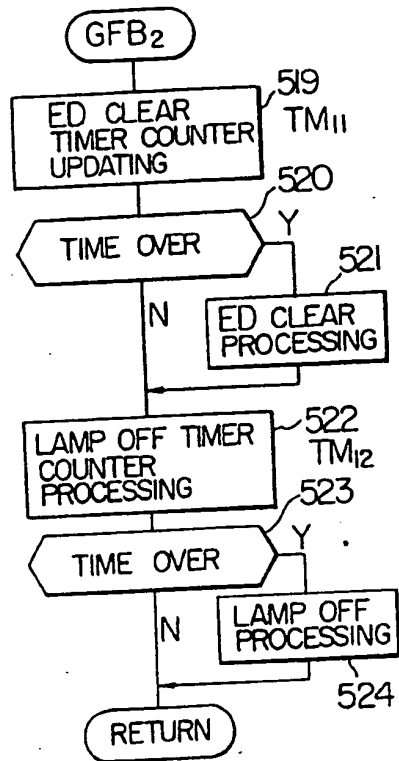 GFB₂
519
ED CLEAR
TIMER COUNTER
UPDATING
TM₁₁
520
TIME OVER
Y
521
N
ED CLEAR
PROCESSING
522
LAMP OFF TIMER
COUNTER
PROCESSING
TM₁₂
523
TIME OVER
Y
N
LAMP OFF
PROCESSING
524
RETURN